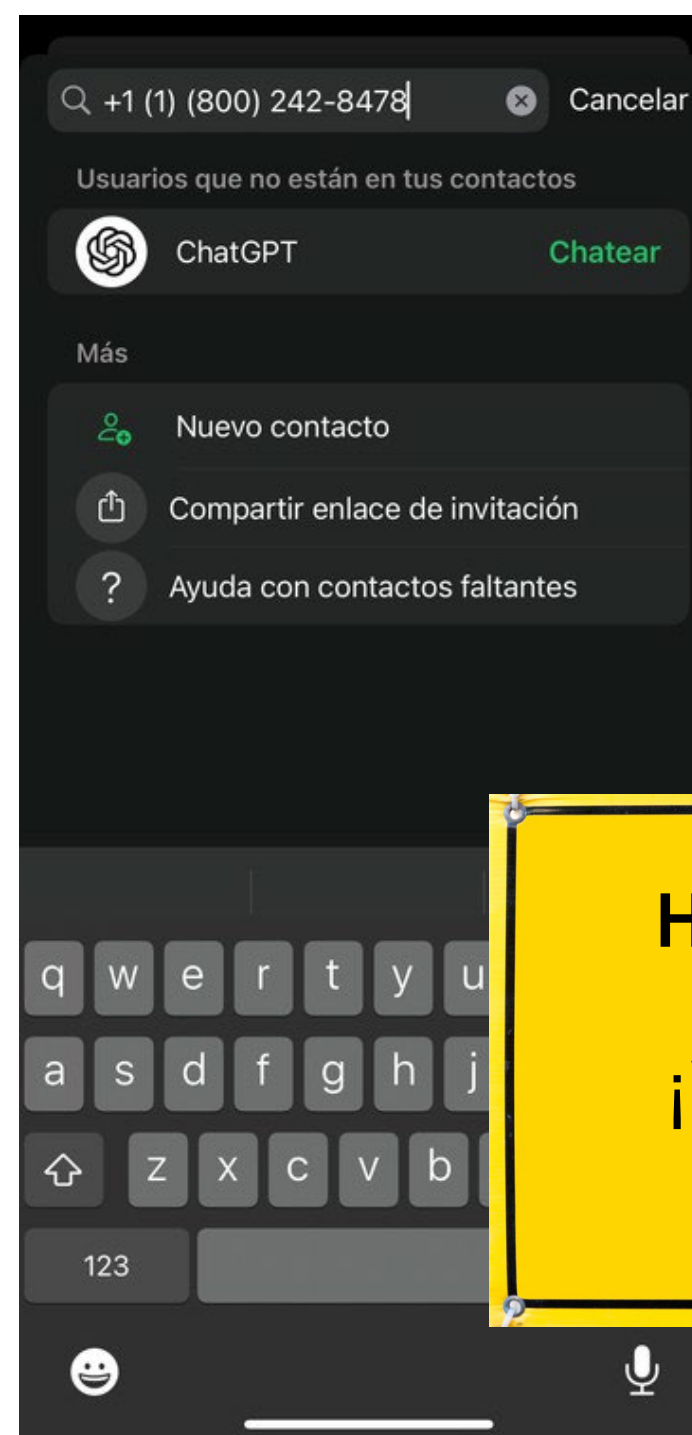 +1 (1) (800) 242-8478 Cancelar
Usuarios que no están en tus contactos
ChatGPT Chatear
Más
Nuevo contacto
Compartir enlace de invitación
? Ayuda con contactos faltantes
q w e r t y u
a s d f g h j
z x c v b
123
H
¡